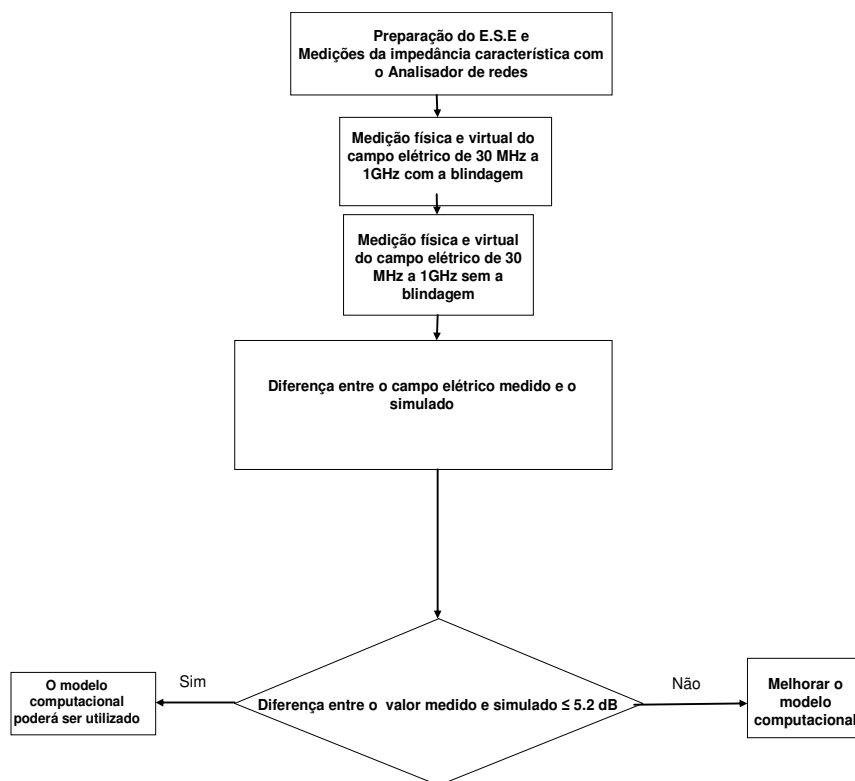 Preparação do E.S.E e
Medições da impedância característica com
o Analisador de redes
Medição física e virtual do
campo elétrico de 30 MHz a
1GHz com a blindagem
Medição física e virtual
do campo elétrico de 30
MHz a 1GHz sem a
blindagem
Diferença entre o campo elétrico medido e o
simulado
Diferença entre o valor medido e simulado ≤ 5.2 dB
Sim
O modelo
computacional
poderá ser utilizado
Não
Melhorar o
modelo
computacional